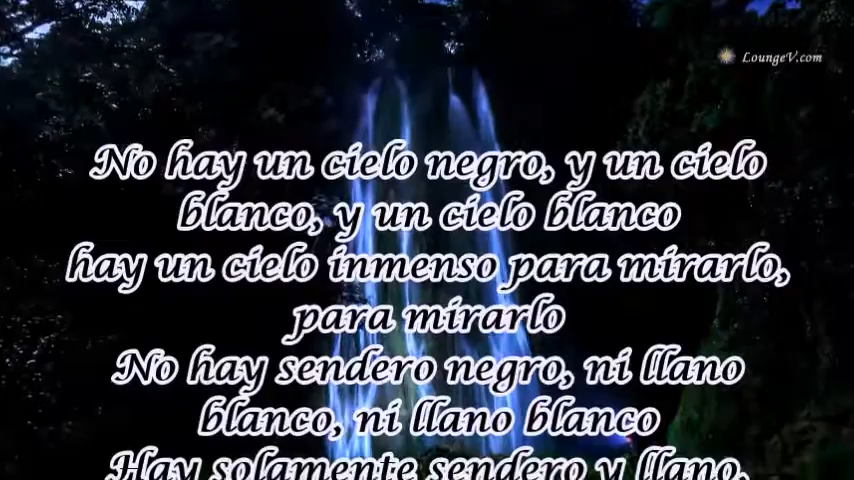 LoungeV.com
No hay un cielo negro, y un cielo
blanco, y un cielo blanco
hay un cielo inmenso para mirarlo,
para mirarlo
No hay sendero negro, ni llano
blanco, ni llano blanco
Hay solamente sendero y llano,